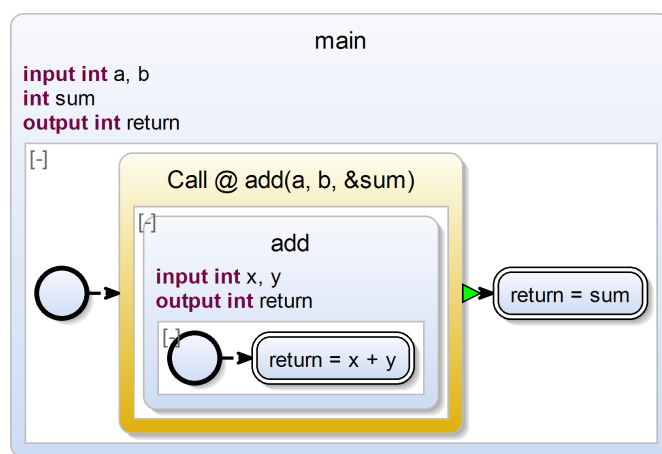 main
input int a, b
int sum
output int return
[-]
Call @ add(a, b, &sum)
[-]
add
input int x, y
output int return
[-]
return = x + y
return = sum